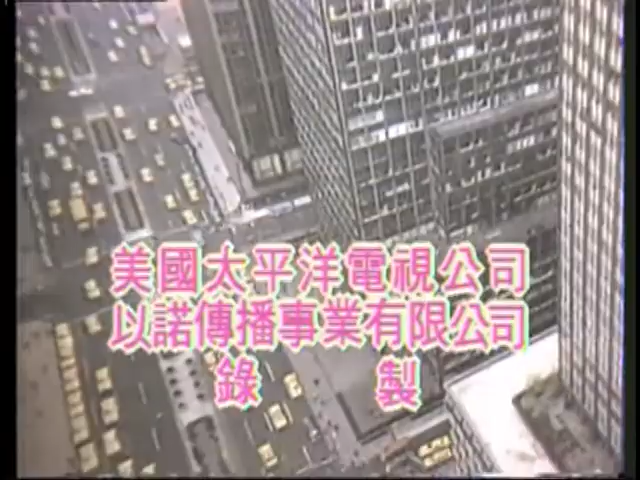 美國太平洋電視公司
以諾傳播事業有限公司
錄製